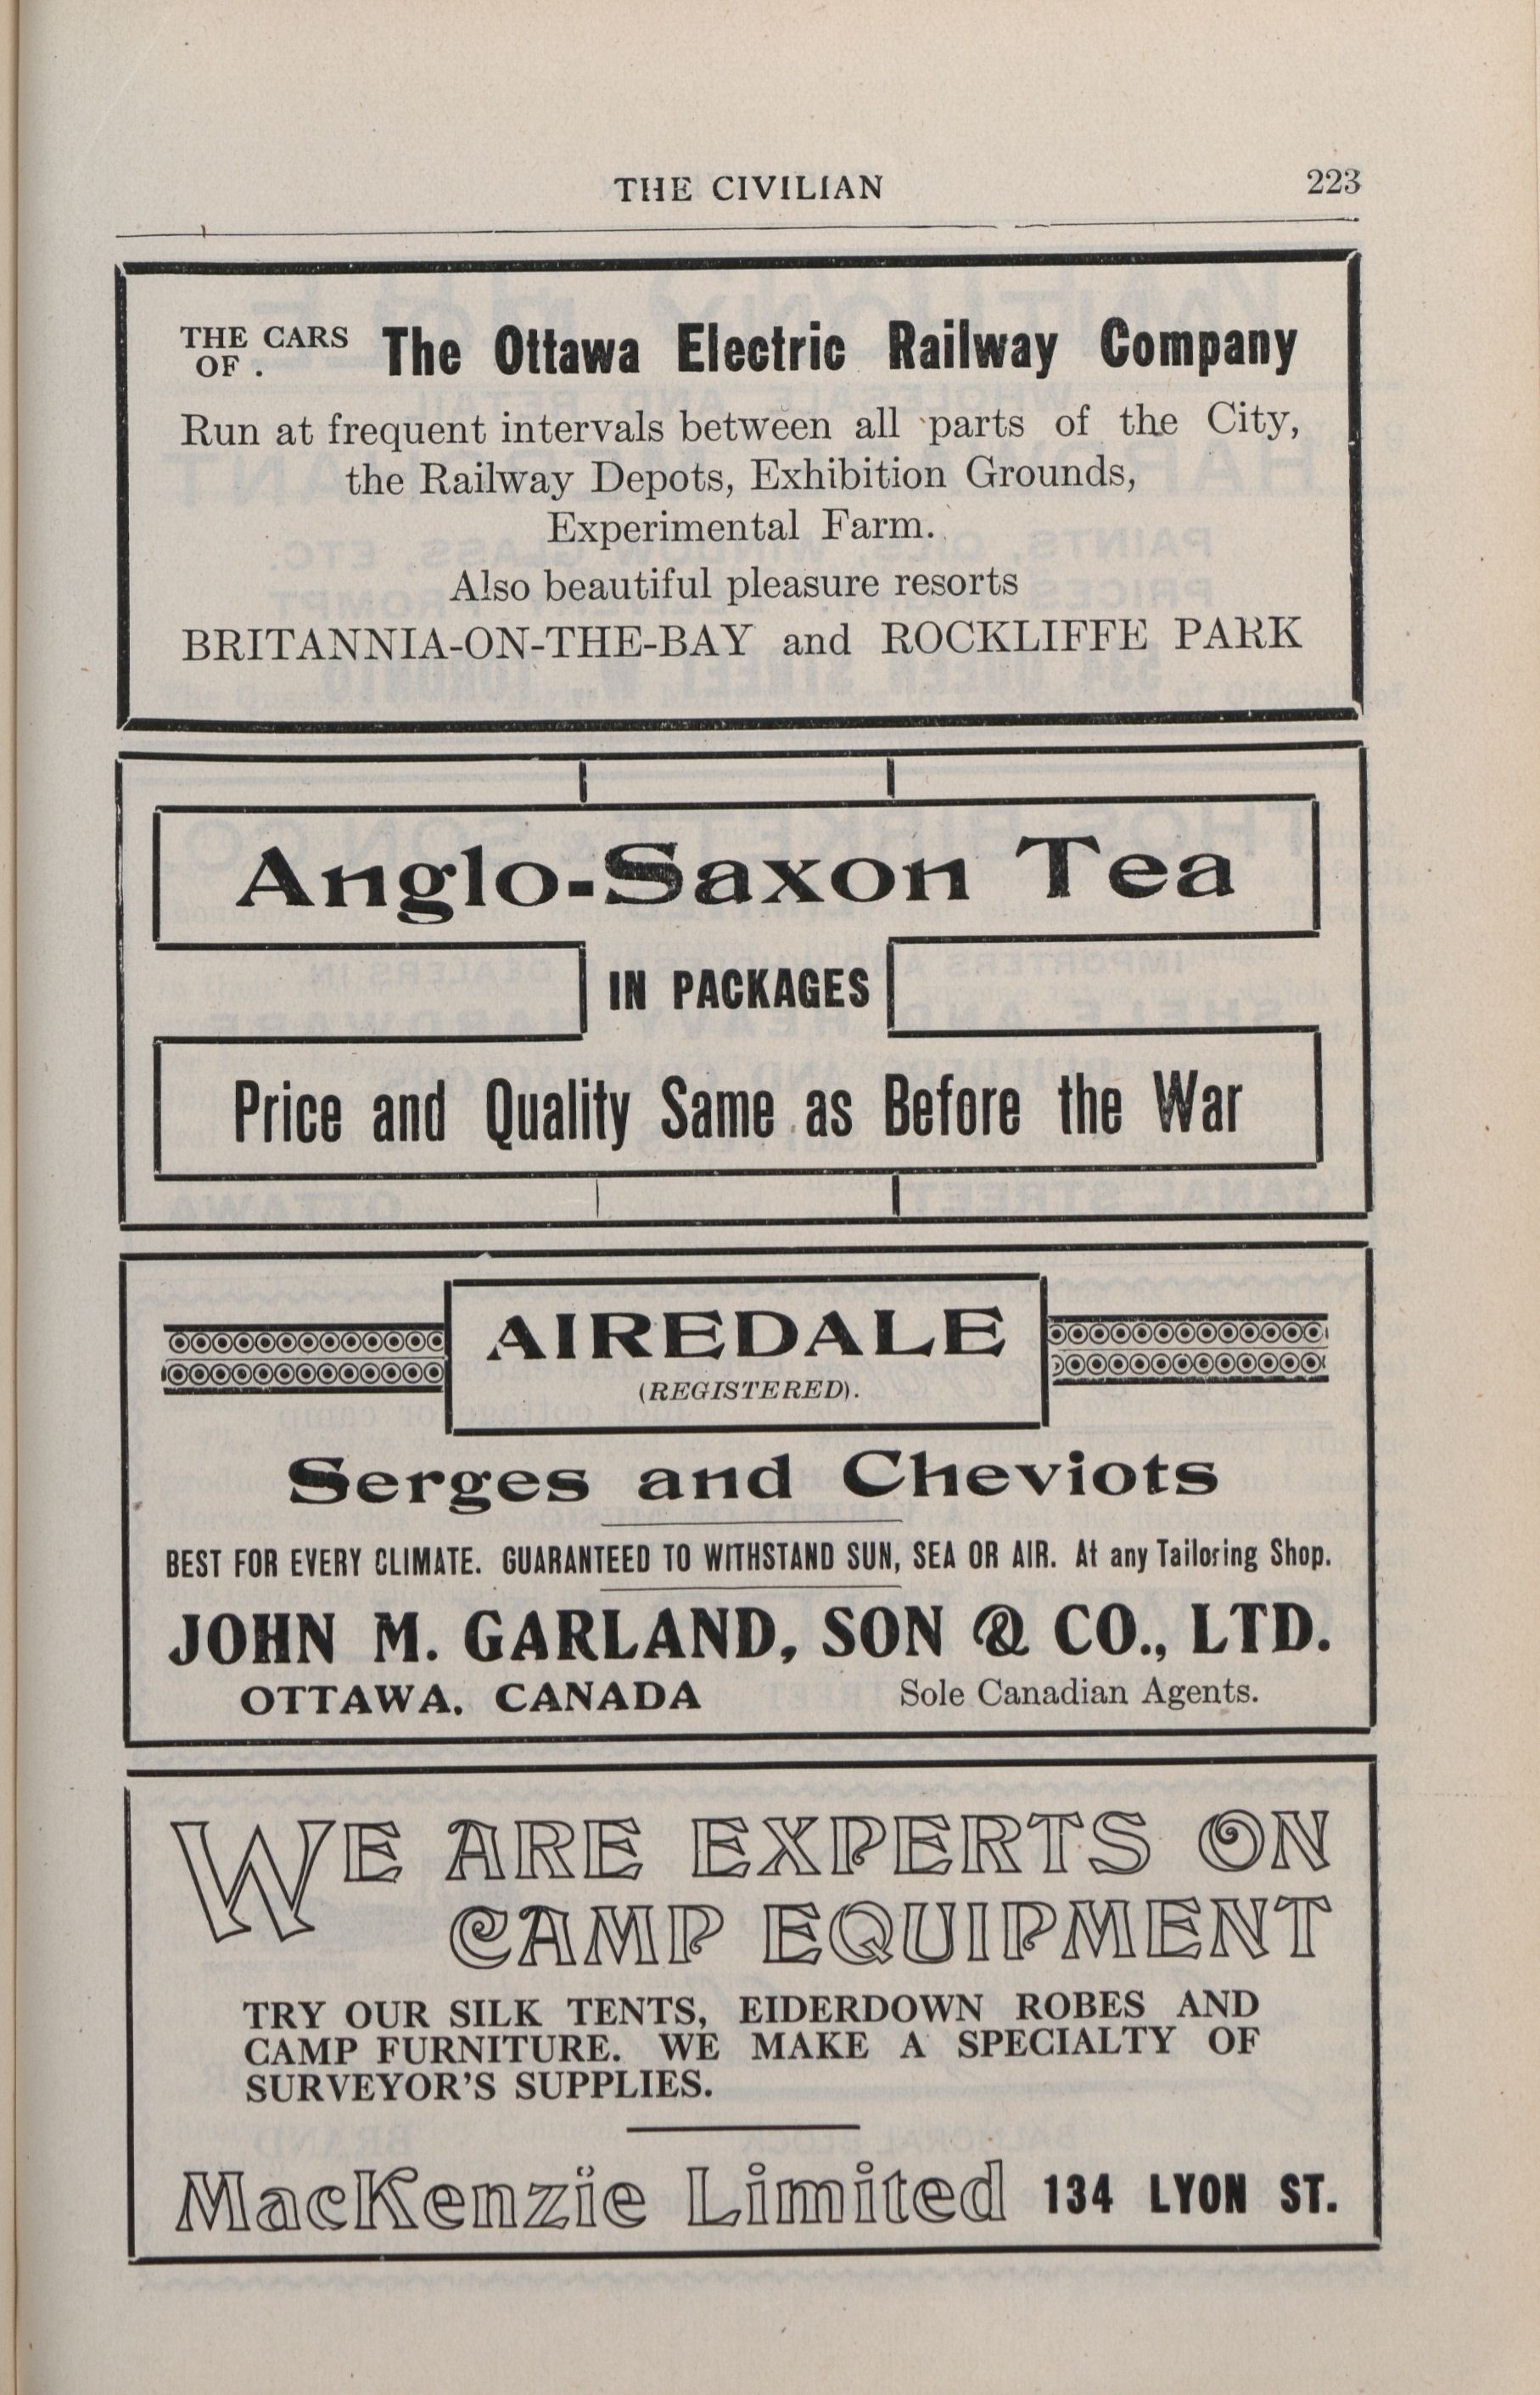 THE CIVILIAN 223
THE CARS
OF . The Ottawa Electric Railway Company
Run at frequent intervals between all parts of the City,
the Railway Depots, Exhibition Grounds,
Experimental Farm.
Also beautiful pleasure resorts
BRITANNIA-ON-THE-BAY and ROCKLIFFE PARK
Anglo-Saxon Tea
IN PACKAGES
Price and Quality Same as Before the War
AIREDALE
(REGISTERED).
Serges and Cheviots
BEST FOR EVERY CLIMATE. GUARANTEED TO WITHSTAND SUN, SEA OR AIR. At any Tailoring Shop.
JOHN M. GARLAND, SON & CO., LTD.
OTTAWA, CANADA Sole Canadian Agents.
WE ARE EXPERTS ON
CAMP EQUIPMENT
TRY OUR SILK TENTS, EIDERDOWN ROBES AND
CAMP FURNITURE. WE MAKE A SPECIALTY OF
SURVEYOR'S SUPPLIES.
MacKenzie Limited 134 LYON ST.